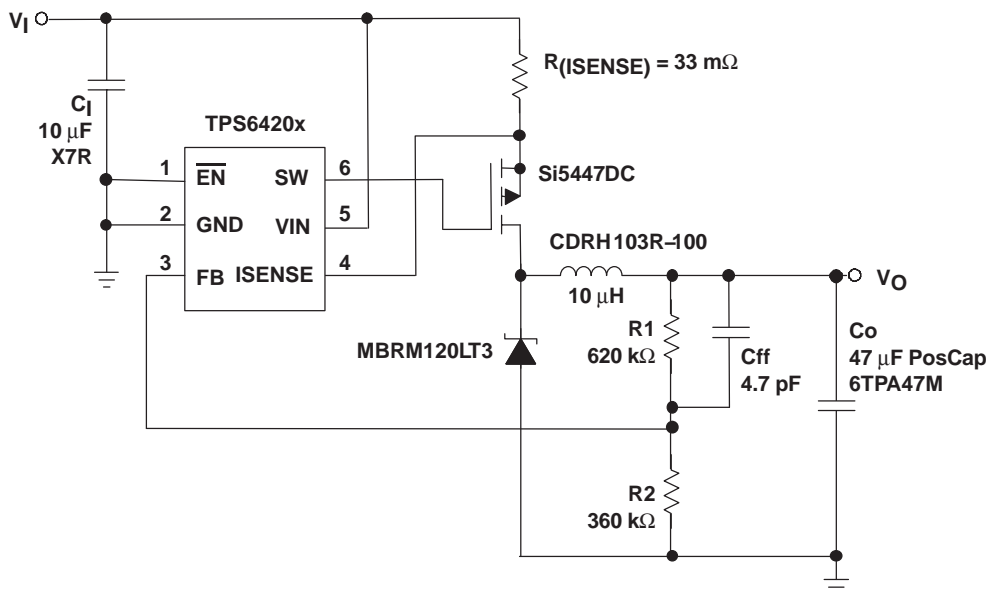 VI
R(ISENSE) = 33 mΩ
CI
10 μF
X7R
TPS6420x
1
EN
SW
6
Si5447DC
2
GND
VIN
5
3
FB
ISENSE
4
CDRH103R–100
10 μH
VO
MBRM120LT3
R1
620 kΩ
Cff
4.7 pF
Co
47 μF PosCap
6TPA47M
R2
360 kΩ